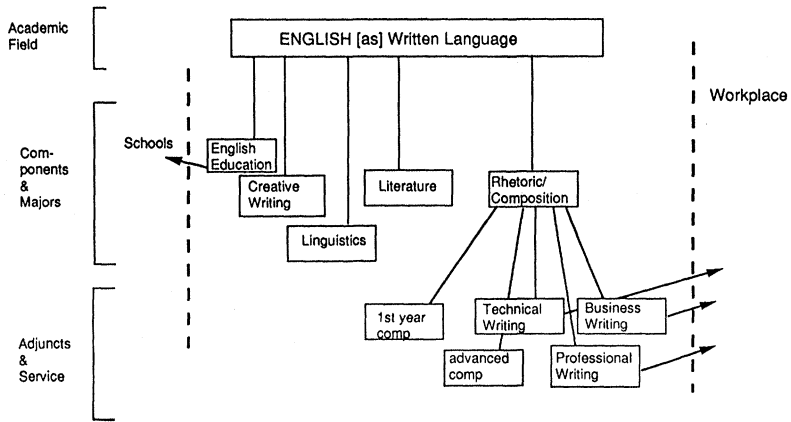 Academic
Field
ENGLISH [as] Written Language
Workplace
Com-
ponents
&
Majors
Schools
English
Education
Creative
Writing
Linguistics
Literature
Rhetoric/
Composition
Adjuncts
&
Service
1st year
comp
Technical
Writing
Business
Writing
advanced
comp
Professional
Writing